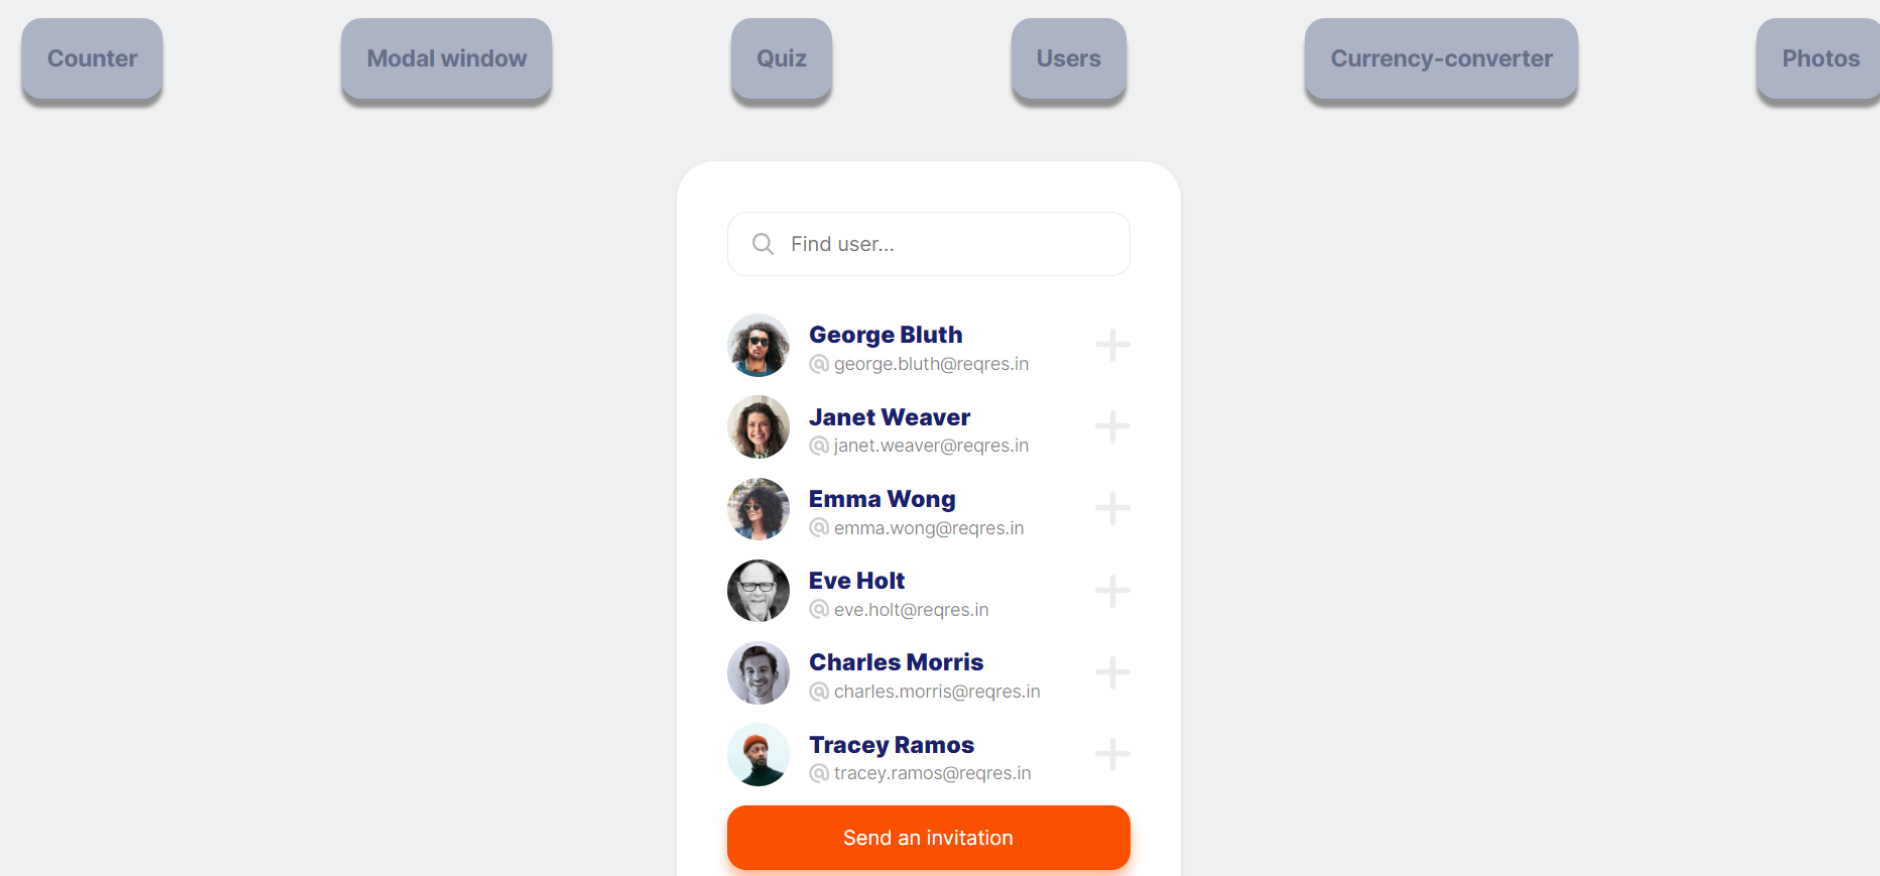 Counter
Modal window
Quiz
Users
Currency-converter
Photos
Find user...
George Bluth
george.bluth@reqres.in
Janet Weaver
janet.weaver@reqres.in
Emma Wong
emma.wong@reqres.in
Eve Holt
eve.holt@reqres.in
Charles Morris
charles.morris@reqres.in
Tracey Ramos
tracey.ramos@reqres.in
Send an invitation